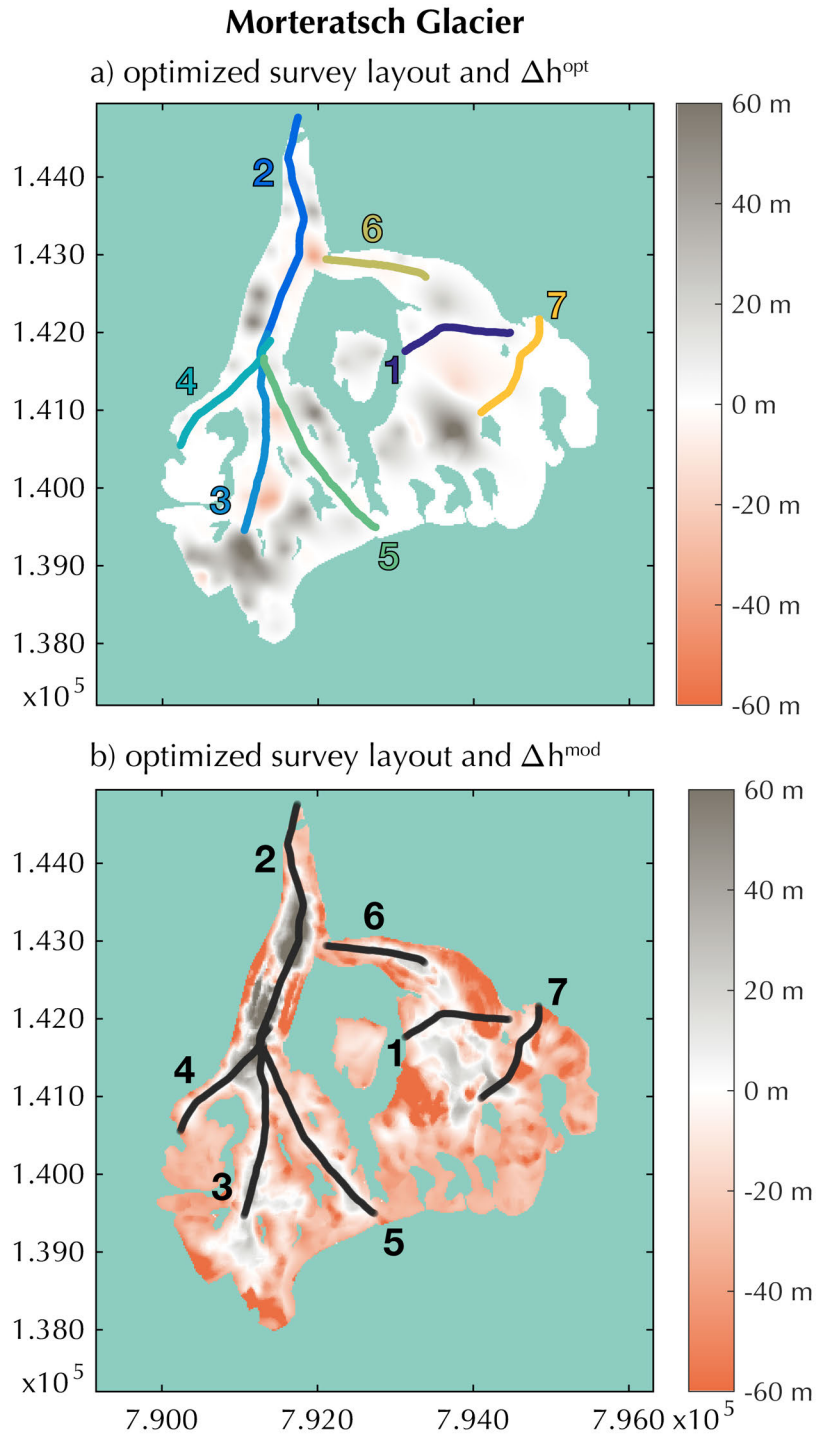 Morteratsch Glacier
a) optimized survey layout and Δh^opt
60 m
1.440
2
40 m
6
1.430
20 m
7
1.420
1
4
0 m
1.410
3
1.400
-20 m
5
1.390
-40 m
1.380
x10^5
-60 m
b) optimized survey layout and Δh^mod
60 m
1.440
2
40 m
6
1.430
20 m
7
1.420
1
4
0 m
1.410
1.400
3
-20 m
5
1.390
-40 m
1.380
x10^5
-60 m
7.900 7.920 7.940 7.960 x10^5